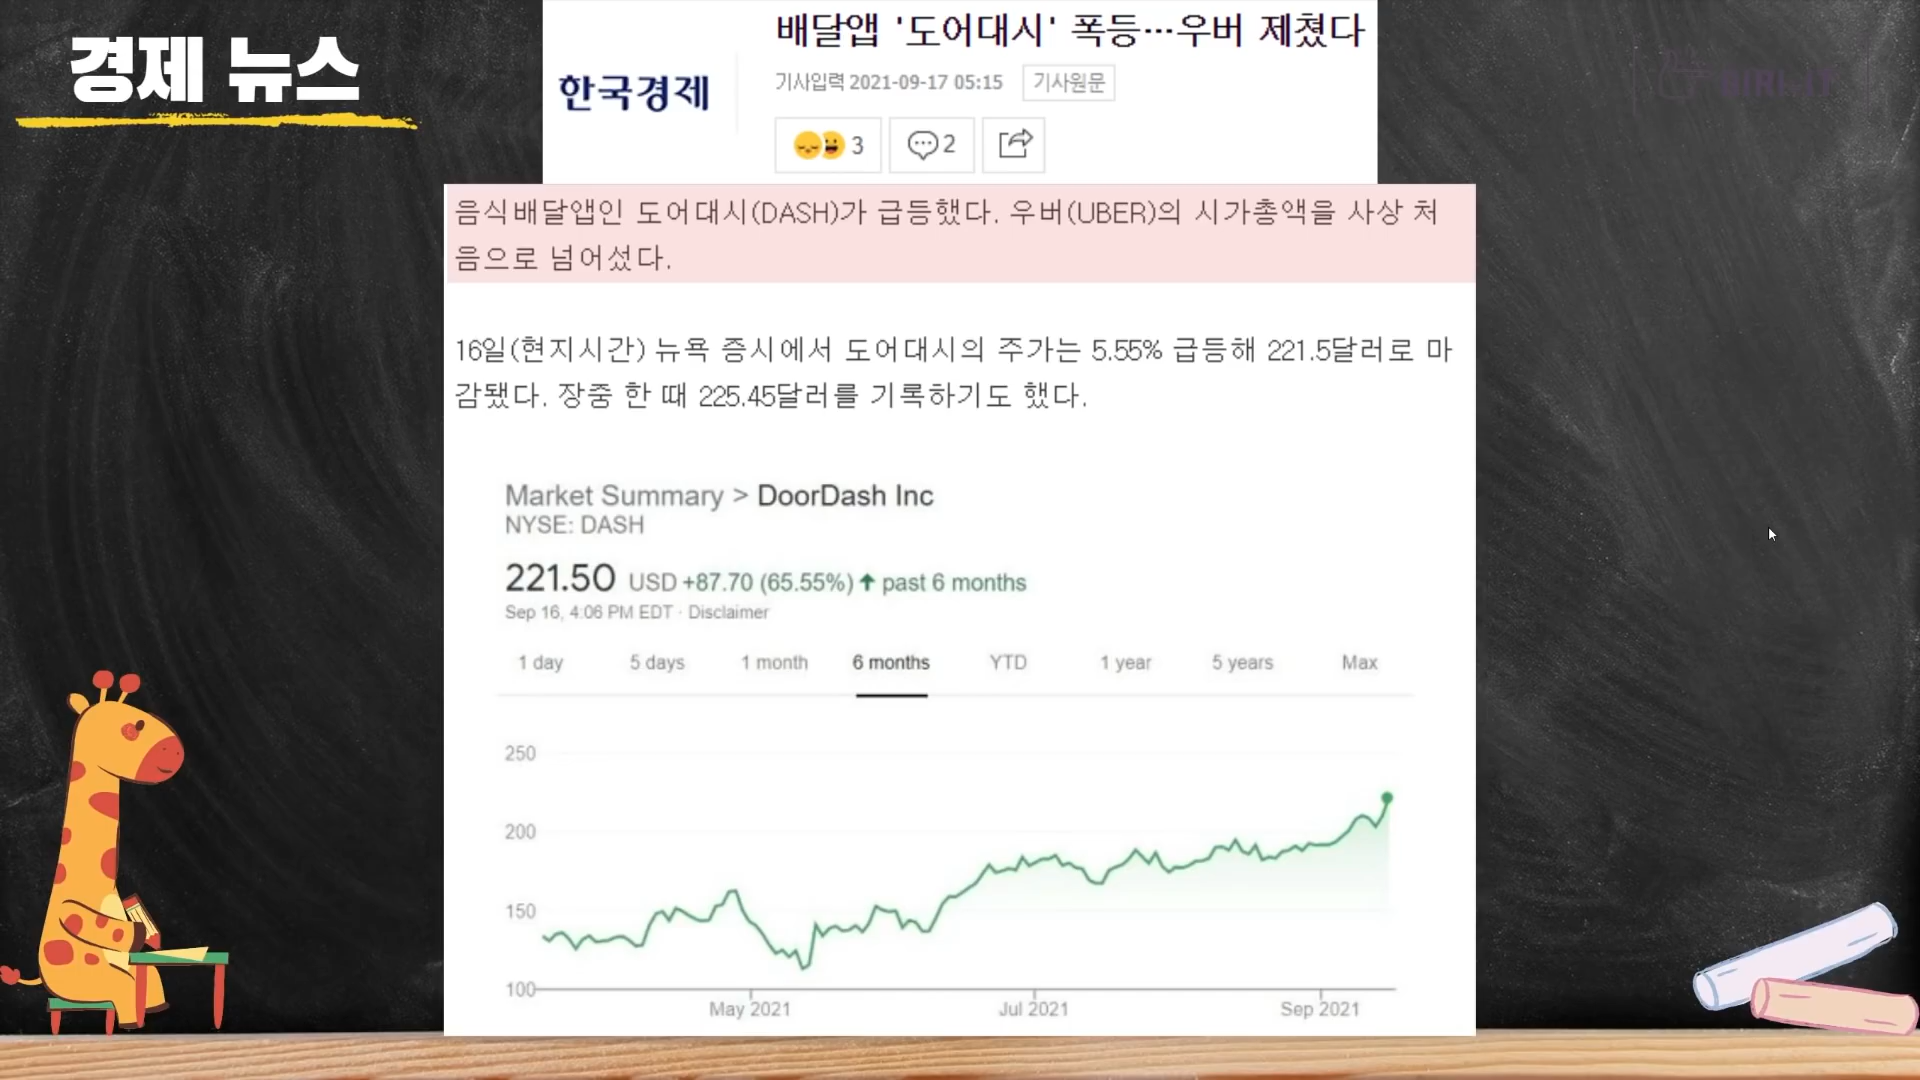 경제 뉴스
배달앱 '도어대시' 폭등…우버 제쳤다
한국경제
기사입력 2021-09-17 05:15 기사원문
3 2
음식배달앱인 도어대시(DASH)가 급등했다. 우버(UBER)의 시가총액을 사상 처
음으로 넘어섰다.
16일(현지시간) 뉴욕 증시에서 도어대시의 주가는 5.55% 급등해 221.5달러로 마
감됐다. 장중 한 때 225.45달러를 기록하기도 했다.
Market Summary > DoorDash Inc
NYSE: DASH
221.50 USD +87.70 (65.55%) ↑ past 6 months
Sep 16, 4:06 PM EDT · Disclaimer
1 day 5 days 1 month 6 months YTD 1 year 5 years Max
250
200
150
100
May 2021 Jul 2021 Sep 2021